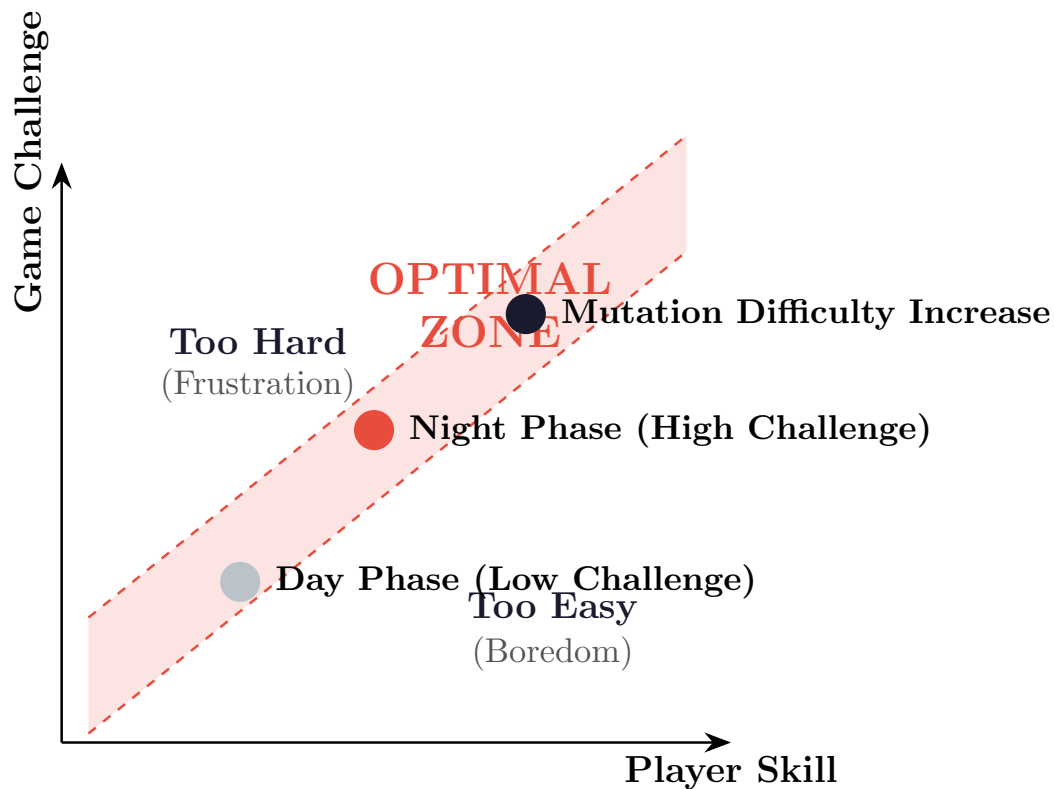 Game Challenge
OPTIMAL
ZONE
Mutation Difficulty Increase
Too Hard
(Frustration)
Night Phase (High Challenge)
Day Phase (Low Challenge)
Too Easy
(Boredom)
Player Skill